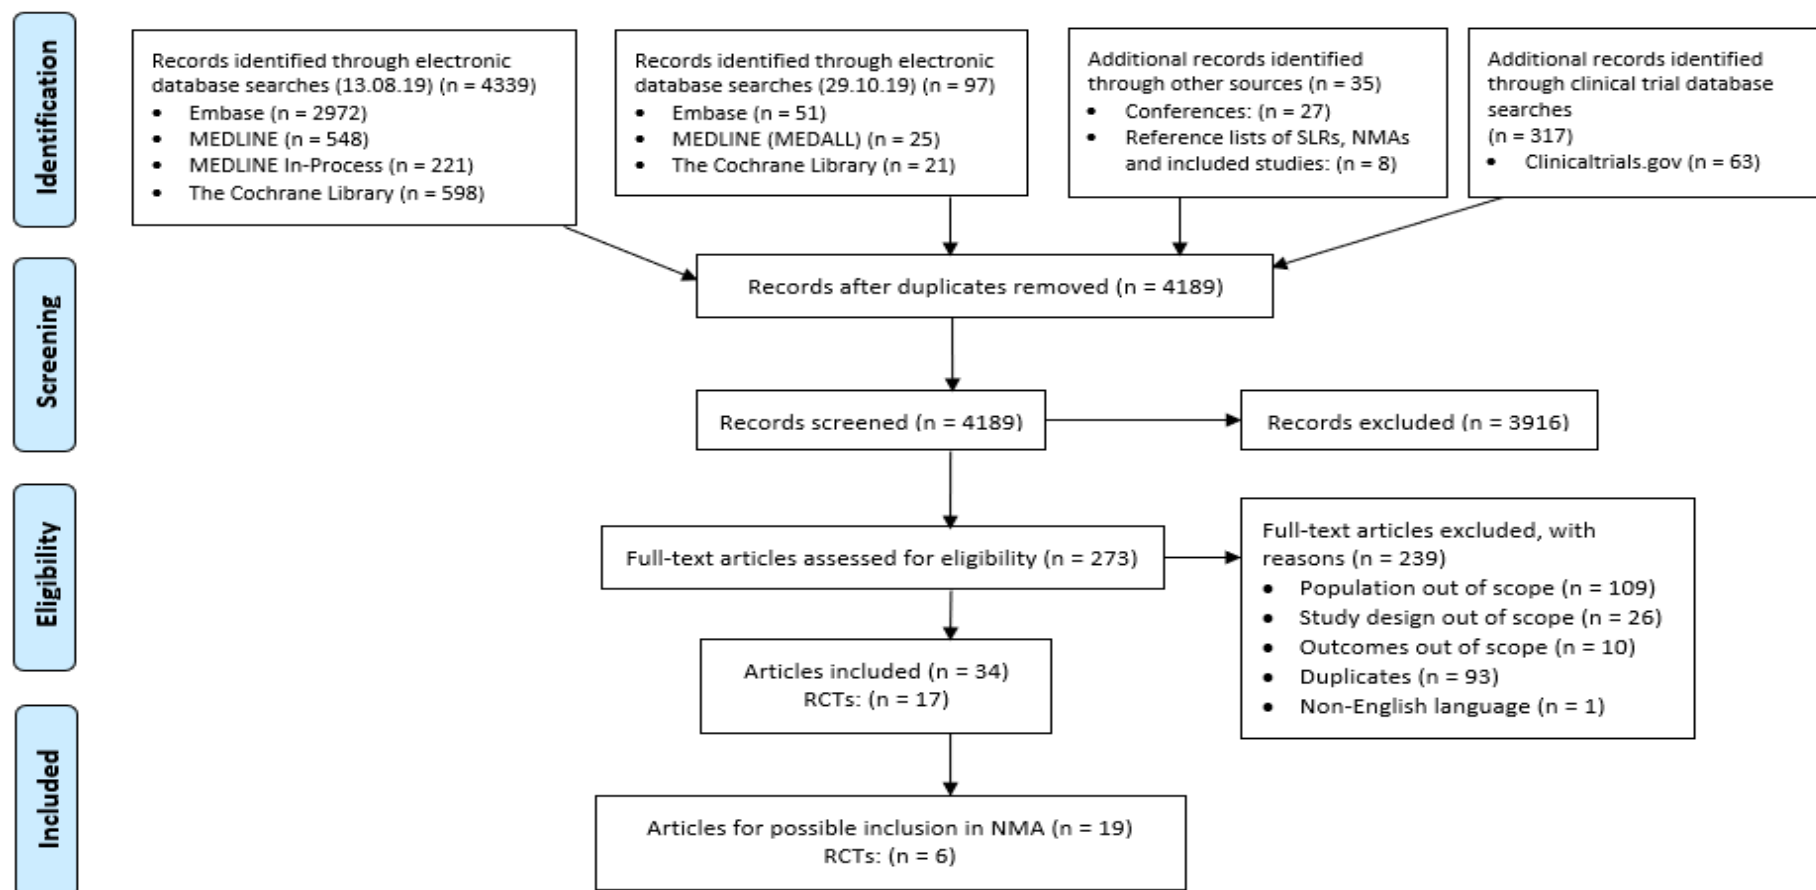 Identification
Records identified through electronic
database searches (13.08.19) (n = 4339)
• Embase (n = 2972)
• MEDLINE (n = 548)
• MEDLINE In-Process (n = 221)
• The Cochrane Library (n = 598)
Records identified through electronic
database searches (29.10.19) (n = 97)
• Embase (n = 51)
• MEDLINE (MEDALL) (n = 25)
• The Cochrane Library (n = 21)
Additional records identified
through other sources (n = 35)
• Conferences: (n = 27)
• Reference lists of SLRs, NMAs
and included studies: (n = 8)
Additional records identified
through clinical trial database
searches
(n = 317)
• Clinicaltrials.gov (n = 63)
Screening
Records after duplicates removed (n = 4189)
Records screened (n = 4189)
Records excluded (n = 3916)
Eligibility
Full-text articles assessed for eligibility (n = 273)
Full-text articles excluded, with
reasons (n = 239)
• Population out of scope (n = 109)
• Study design out of scope (n = 26)
• Outcomes out of scope (n = 10)
• Duplicates (n = 93)
• Non-English language (n = 1)
Articles included (n = 34)
RCTs: (n = 17)
Included
Articles for possible inclusion in NMA (n = 19)
RCTs: (n = 6)